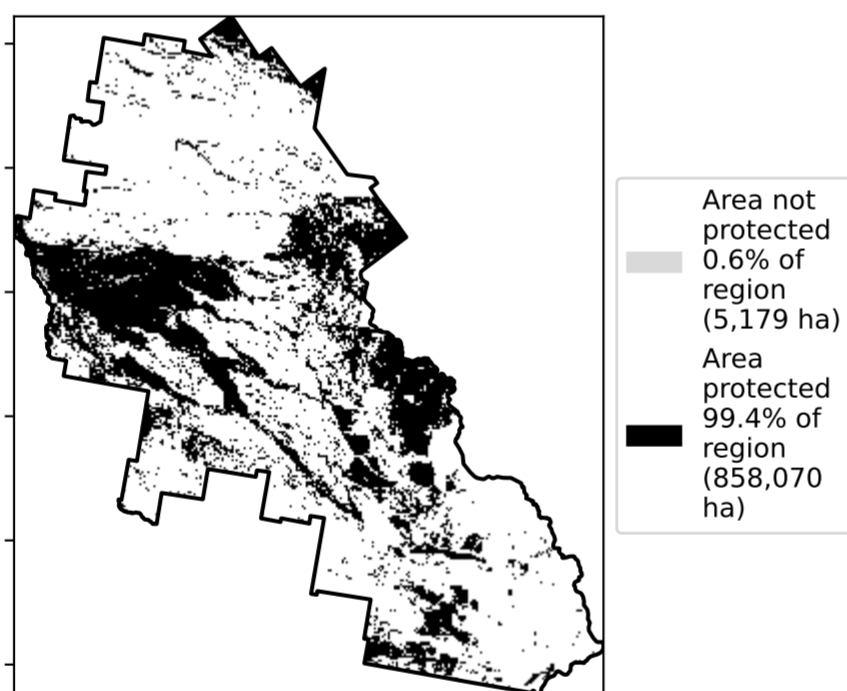 Area not
protected
0.6% of
region
(5,179 ha)
Area
protected
99.4% of
region
(858,070
ha)